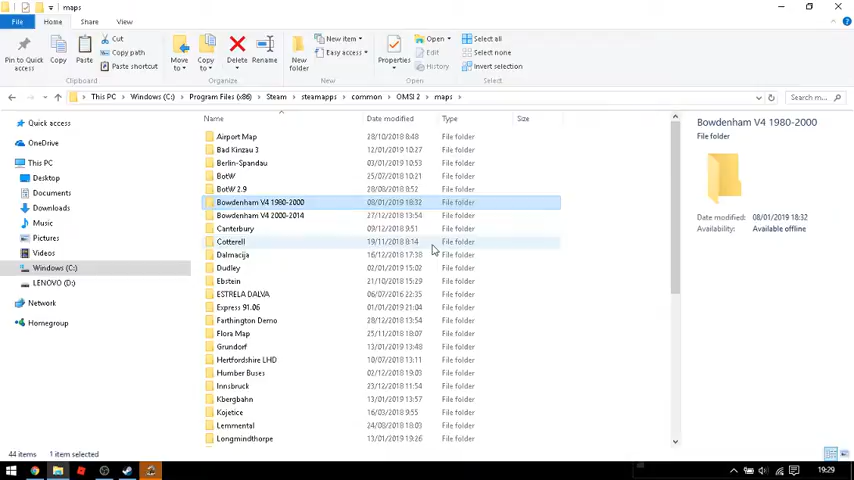 maps
File
Home
Share
View
Pin to Quick access
Copy
Paste
Cut
Copy path
Paste shortcut
Clipboard
Move to
Copy to
Delete
Rename
Organize
New folder
New item
Easy access
New
Properties
Open
Edit
History
Open
Select all
Select none
Invert selection
Select
This PC
Windows (C:)
Program Files (x86)
Steam
steamapps
common
OMSI 2
maps
Search m...
Quick access
OneDrive
This PC
Desktop
Documents
Downloads
Music
Pictures
Videos
Windows (C:)
LENOVO (D:)
Network
Homegroup
Name Date modified Type Size
Airport Map 28/10/2018 8:48 File folder
Bad Kinzau 3 12/01/2019 10:27 File folder
Berlin-Spandau 03/01/2019 10:53 File folder
BotW 25/07/2018 10:21 File folder
BotW 2.9 28/08/2018 8:52 File folder
Bowdenham V4 1980-2000 08/01/2019 18:32 File folder
Bowdenham V4 2000-2014 27/12/2018 13:54 File folder
Canterbury 09/12/2018 9:51 File folder
Cotterell 19/11/2018 8:14 File folder
Dalmacija 16/12/2018 17:38 File folder
Dudley 02/01/2019 15:02 File folder
Ebstein 21/10/2018 15:29 File folder
ESTRELA DALVA 06/07/2016 22:35 File folder
Express 91.06 01/01/2019 21:04 File folder
Farthington Demo 28/12/2018 13:54 File folder
Flora Map 25/11/2018 18:07 File folder
Grundorf 13/01/2019 13:48 File folder
Hertfordshire LHD 10/07/2018 13:11 File folder
Humber Buses 02/12/2018 19:03 File folder
Innsbruck 23/12/2018 11:54 File folder
Kbergbahn 13/01/2019 13:57 File folder
Kojetice 16/03/2018 9:55 File folder
Lemmental 24/08/2018 18:03 File folder
Longmindthorpe 13/01/2019 19:26 File folder
Bowdenham V4 1980-2000
File folder
Date modified: 08/01/2019 18:32
Availability: Available offline
44 items 1 item selected
19:29